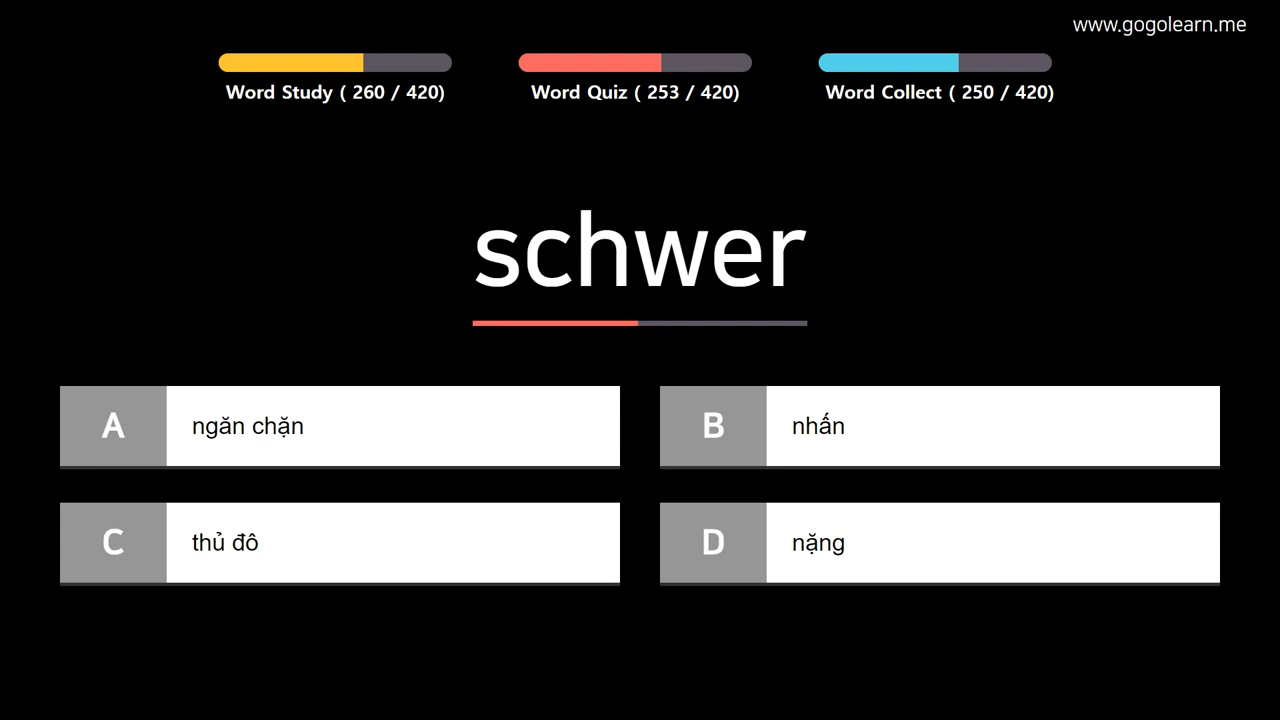 www.gogolearn.me
Word Study ( 260 / 420)
Word Quiz ( 253 / 420)
Word Collect ( 250 / 420)
schwer
A ngăn chặn
B nhấn
C thủ đô
D nặng